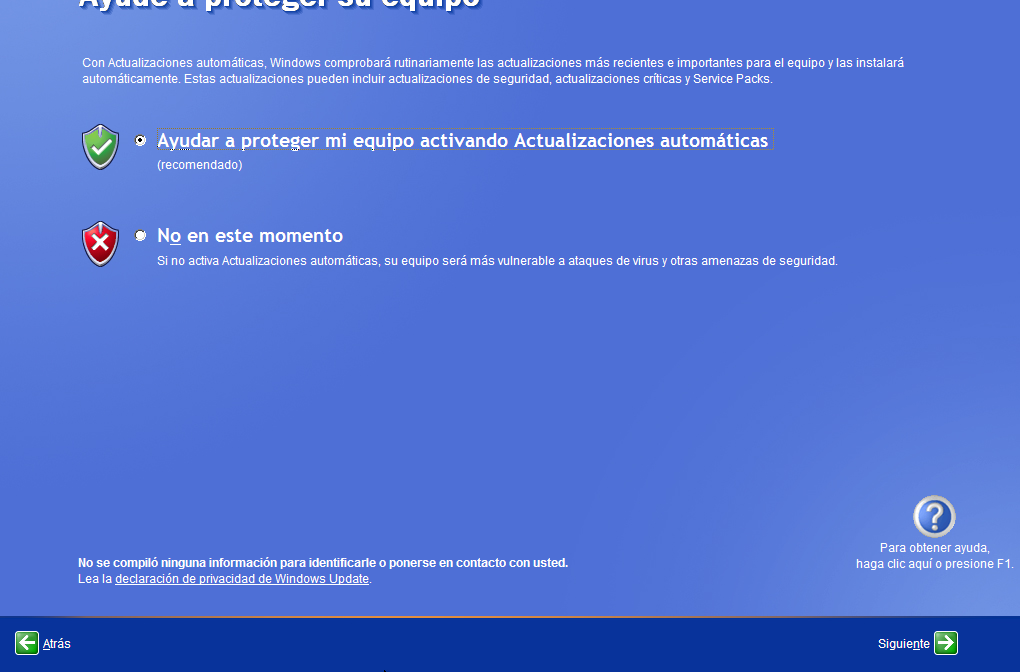 Ayude a proteger su equipo
Con Actualizaciones automáticas, Windows comprobará rutinariamente las actualizaciones más recientes e importantes para el equipo y las instalará
automáticamente. Estas actualizaciones pueden incluir actualizaciones de seguridad, actualizaciones críticas y Service Packs.
Ayudar a proteger mi equipo activando Actualizaciones automáticas
(recomendado)
No en este momento
Si no activa Actualizaciones automáticas, su equipo será más vulnerable a ataques de virus y otras amenazas de seguridad.
Para obtener ayuda,
haga clic aquí o presione F1.
No se compiló ninguna información para identificarle o ponerse en contacto con usted.
Lea la declaración de privacidad de Windows Update.
Atrás
Siguiente